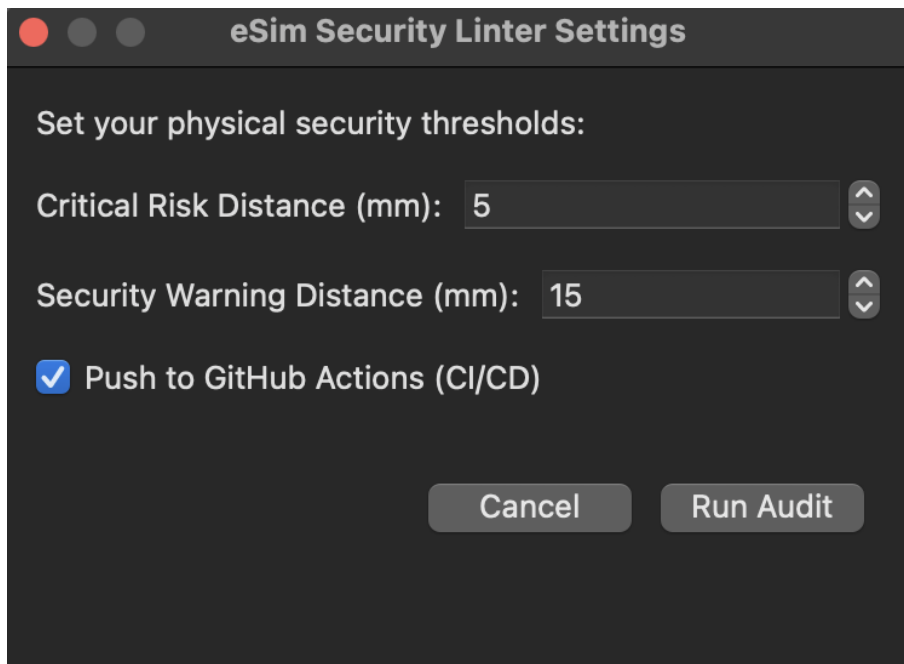 eSim Security Linter Settings
Set your physical security thresholds:
Critical Risk Distance (mm): 5
Security Warning Distance (mm): 15
Push to GitHub Actions (CI/CD)
Cancel Run Audit